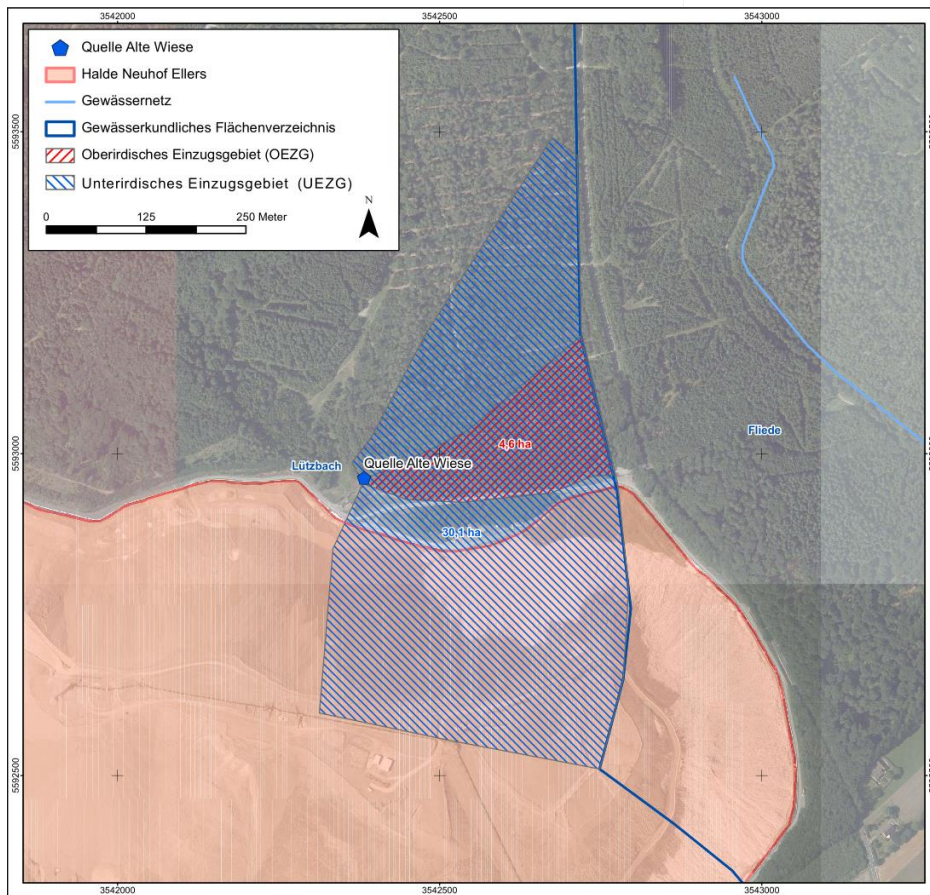 3542000
3542500
3543000
Quelle Alte Wiese
Halde Neuhof Ellers
Gewässernetz
Gewässerkundliches Flächenverzeichnis
Oberirdisches Einzugsgebiet (OEZG)
Unterirdisches Einzugsgebiet (UEZG)
0
125
250 Meter
N
5593500
4,6 ha
Fliede
5593000
Lützbach
Quelle Alte Wiese
30,1 ha
5592500
3542000
3542500
3543000